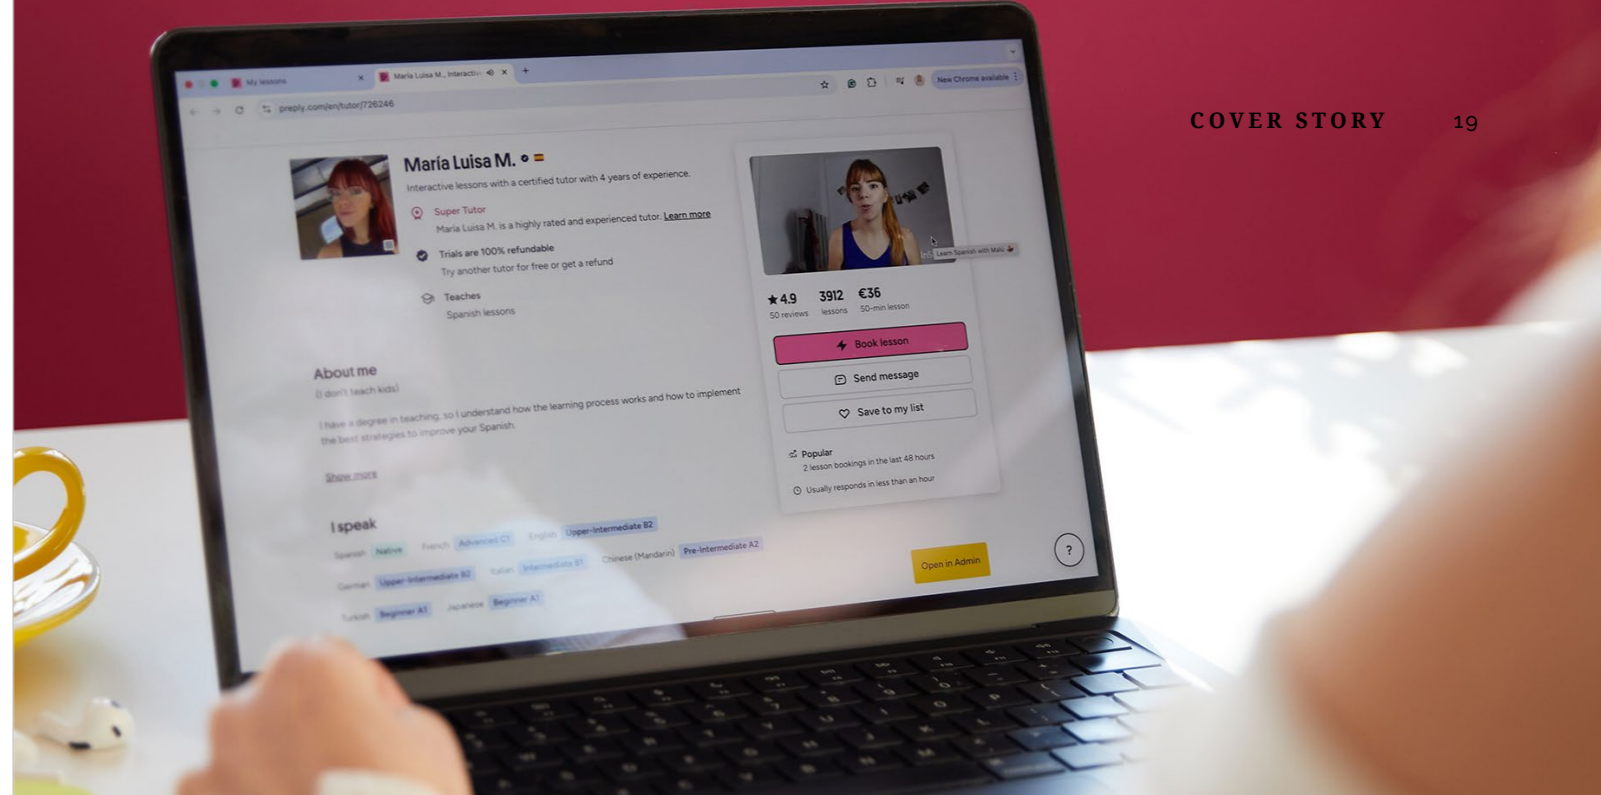 COVER STORY 19
My lessons
María Luisa M., Interactiv
New Chrome available
preply.com/en/tutor/726246
María Luisa M.
Interactive lessons with a certified tutor with 4 years of experience.
Super Tutor
María Luisa M. is a highly rated and experienced tutor. Learn more
Trials are 100% refundable
Try another tutor for free or get a refund
Teaches
Spanish lessons
About me
(I don't teach kids)
I have a degree in teaching, so I understand how the learning process works and how to implement
the best strategies to improve your Spanish.
Show more
I speak
Spanish Native French Advanced C1 English Upper-Intermediate B2
German Upper-Intermediate B2 Italian Intermediate B1 Chinese (Mandarin) Pre-Intermediate A2
Turkish Beginner A1 Japanese Beginner A1
Learn Spanish with Malú
4.9 3912 €36
50 reviews lessons 50-min lesson
Book lesson
Send message
Save to my list
Popular
2 lesson bookings in the last 48 hours
Usually responds in less than an hour
Open in Admin
?